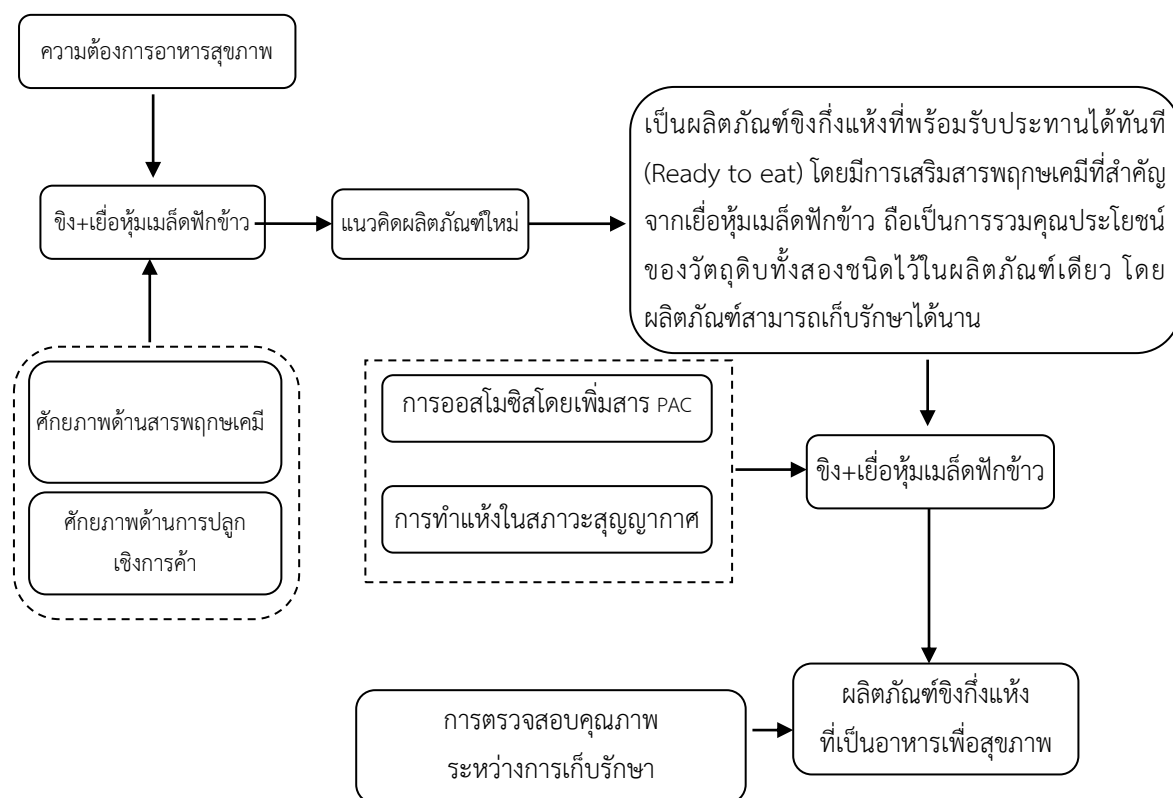 ความต้องการอาหารสุขภาพ
ขิง+เยื่อหุ้มเมล็ดฟักข้าว
แนวคิดผลิตภัณฑ์ใหม่
เป็นผลิตภัณฑ์ขิงกึ่งแห้งที่พร้อมรับประทานได้ทันที
(Ready to eat) โดยมีการเสริมสารพฤกษเคมีที่สำคัญ
จากเยื่อหุ้มเมล็ดฟักข้าว ถือเป็นการรวมคุณประโยชน์
ของวัตถุดิบทั้งสองชนิดไว้ในผลิตภัณฑ์เดียว โดย
ผลิตภัณฑ์สามารถเก็บรักษาได้นาน
ศักยภาพด้านสารพฤกษเคมี
ศักยภาพด้านการปลูก
เชิงการค้า
การออสโมซิสโดยเพิ่มสาร PAC
การทำแห้งในสภาวะสุญญากาศ
ขิง+เยื่อหุ้มเมล็ดฟักข้าว
การตรวจสอบคุณภาพ
ระหว่างการเก็บรักษา
ผลิตภัณฑ์ขิงกึ่งแห้ง
ที่เป็นอาหารเพื่อสุขภาพ